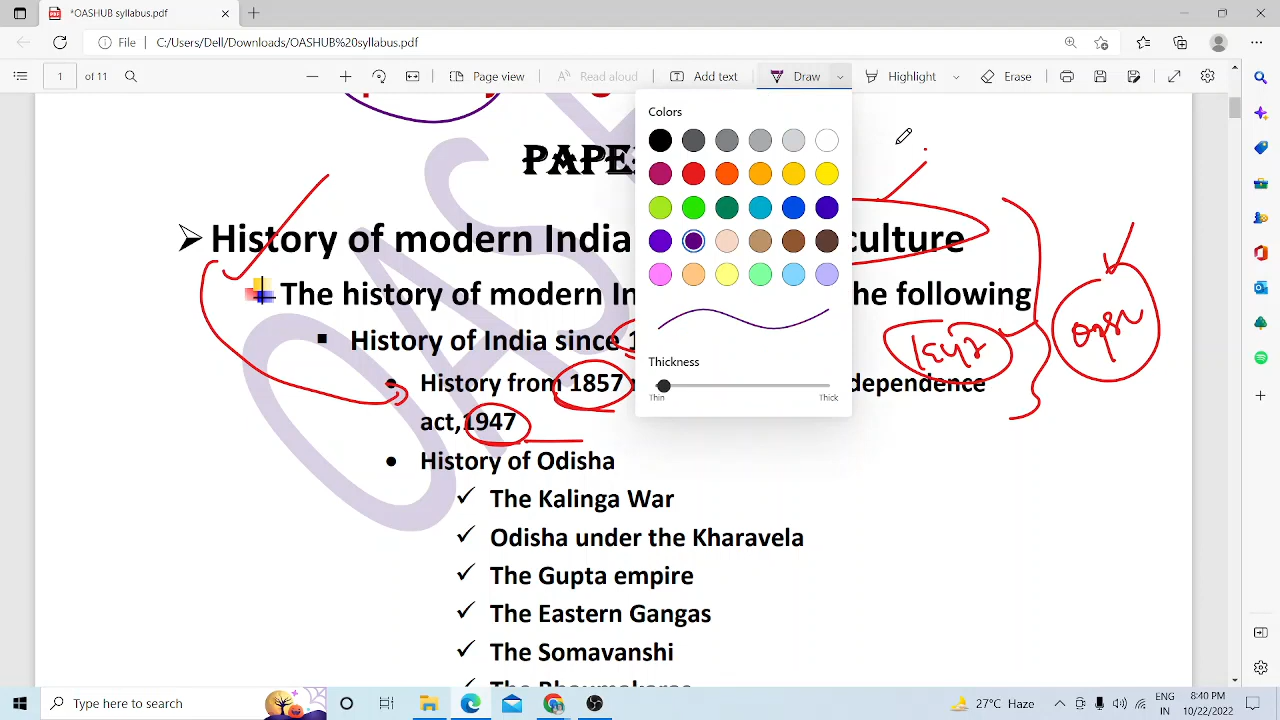 *OASHUB syllabus.pdf
File C:/Users/Dell/Downloads/OASHUB%20syllabus.pdf
1 of 11 Page view Read aloud Add text Draw Highlight Erase
Colors
PAPE
History of modern India culture
The history of modern In he following
History of India since 1
Thickness
Thin Thick
History from 1857 dependence
act,1947
History of Odisha
The Kalinga War
Odisha under the Kharavela
The Gupta empire
The Eastern Gangas
The Somavanshi
Type here to search
27°C Haze
ENG
IN
8:40 PM
10/22/2022